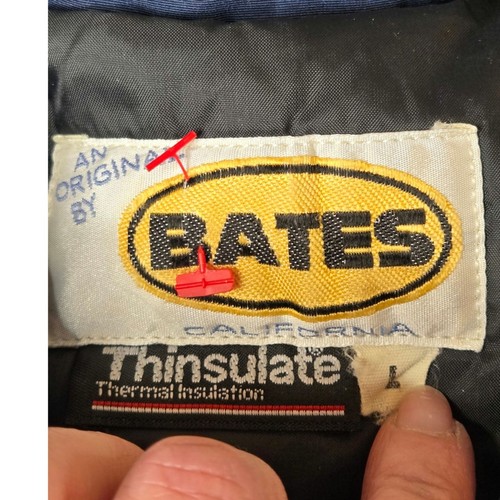 AN
ORIGINAL
BY
BATES
CALIFORNIA
Thinsulate®
Thermal Insulation
L